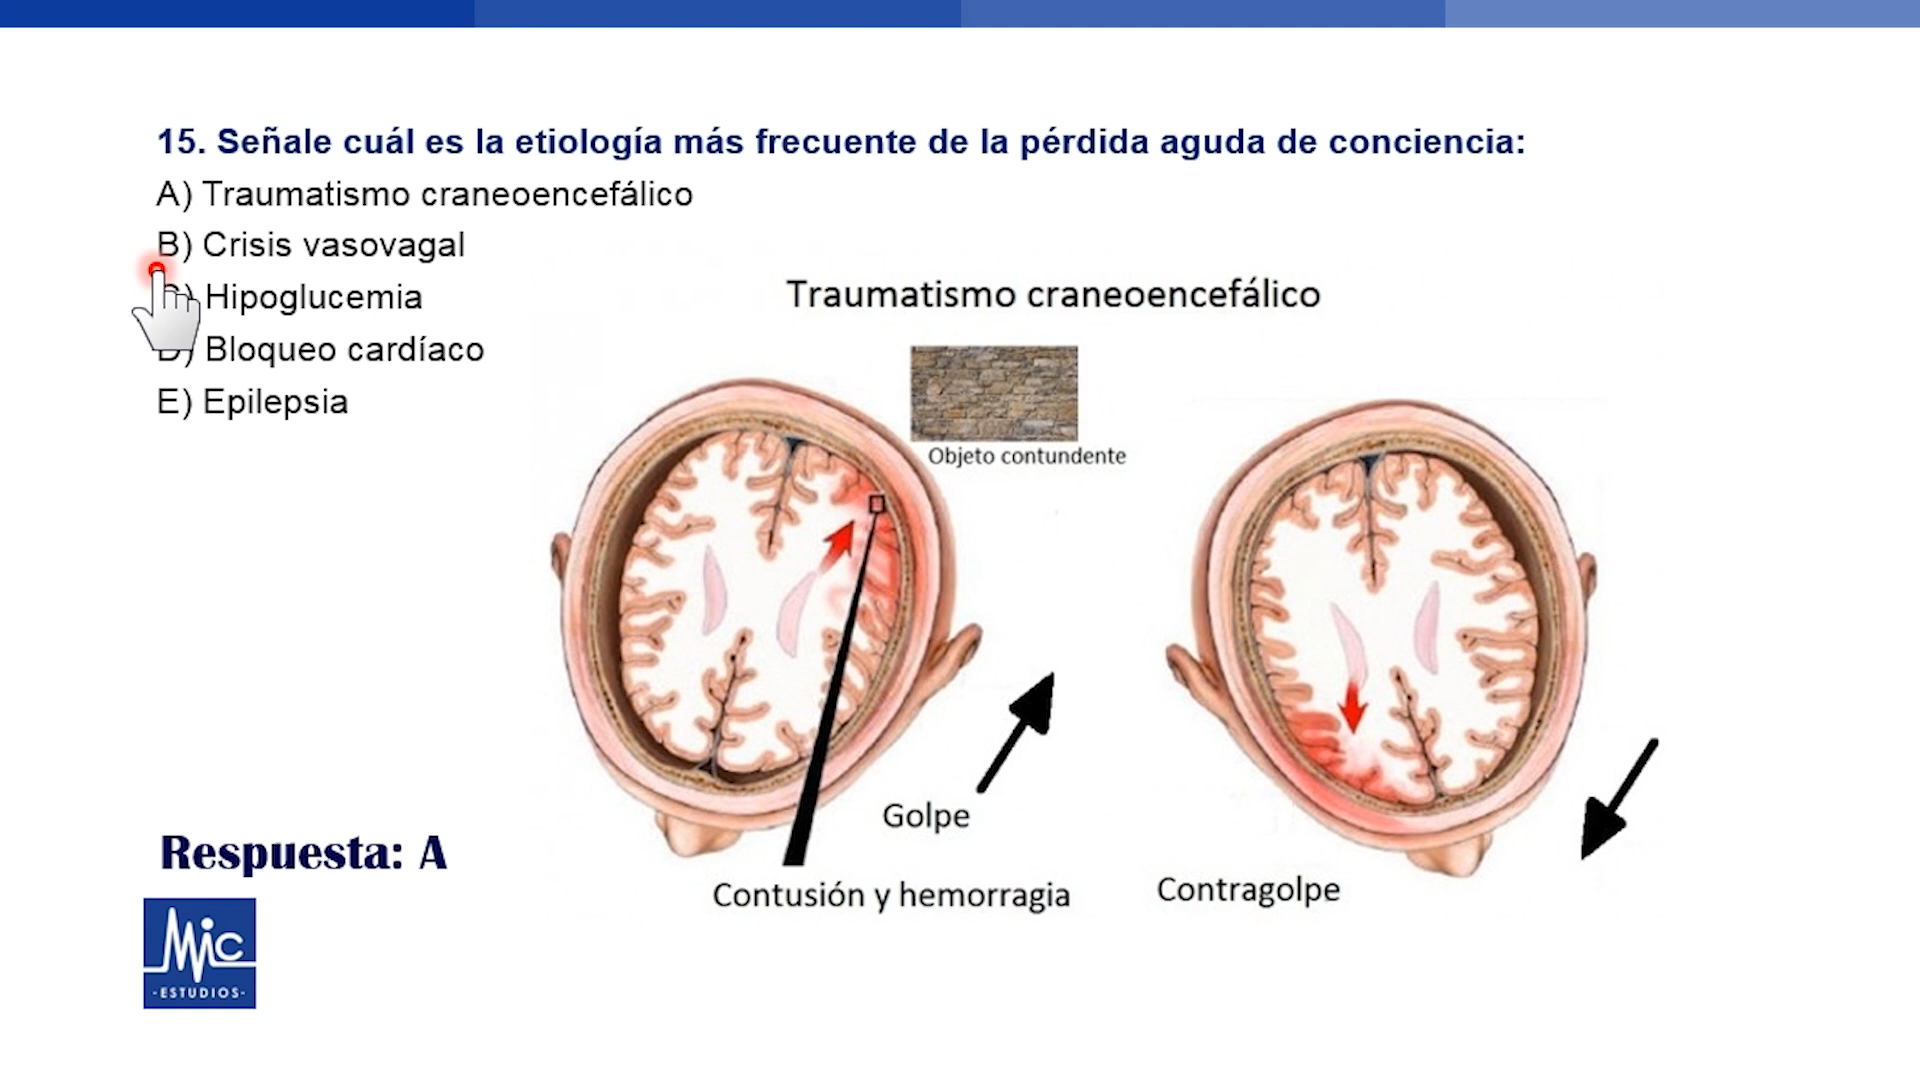 15. Señale cuál es la etiología más frecuente de la pérdida aguda de conciencia:
A) Traumatismo craneoencefálico
B) Crisis vasovagal
) Hipoglucemia
D) Bloqueo cardíaco
E) Epilepsia
Traumatismo craneoencefálico
Objeto contundente
Golpe
Contusión y hemorragia
Contragolpe
Respuesta: A
Mic
-ESTUDIOS-